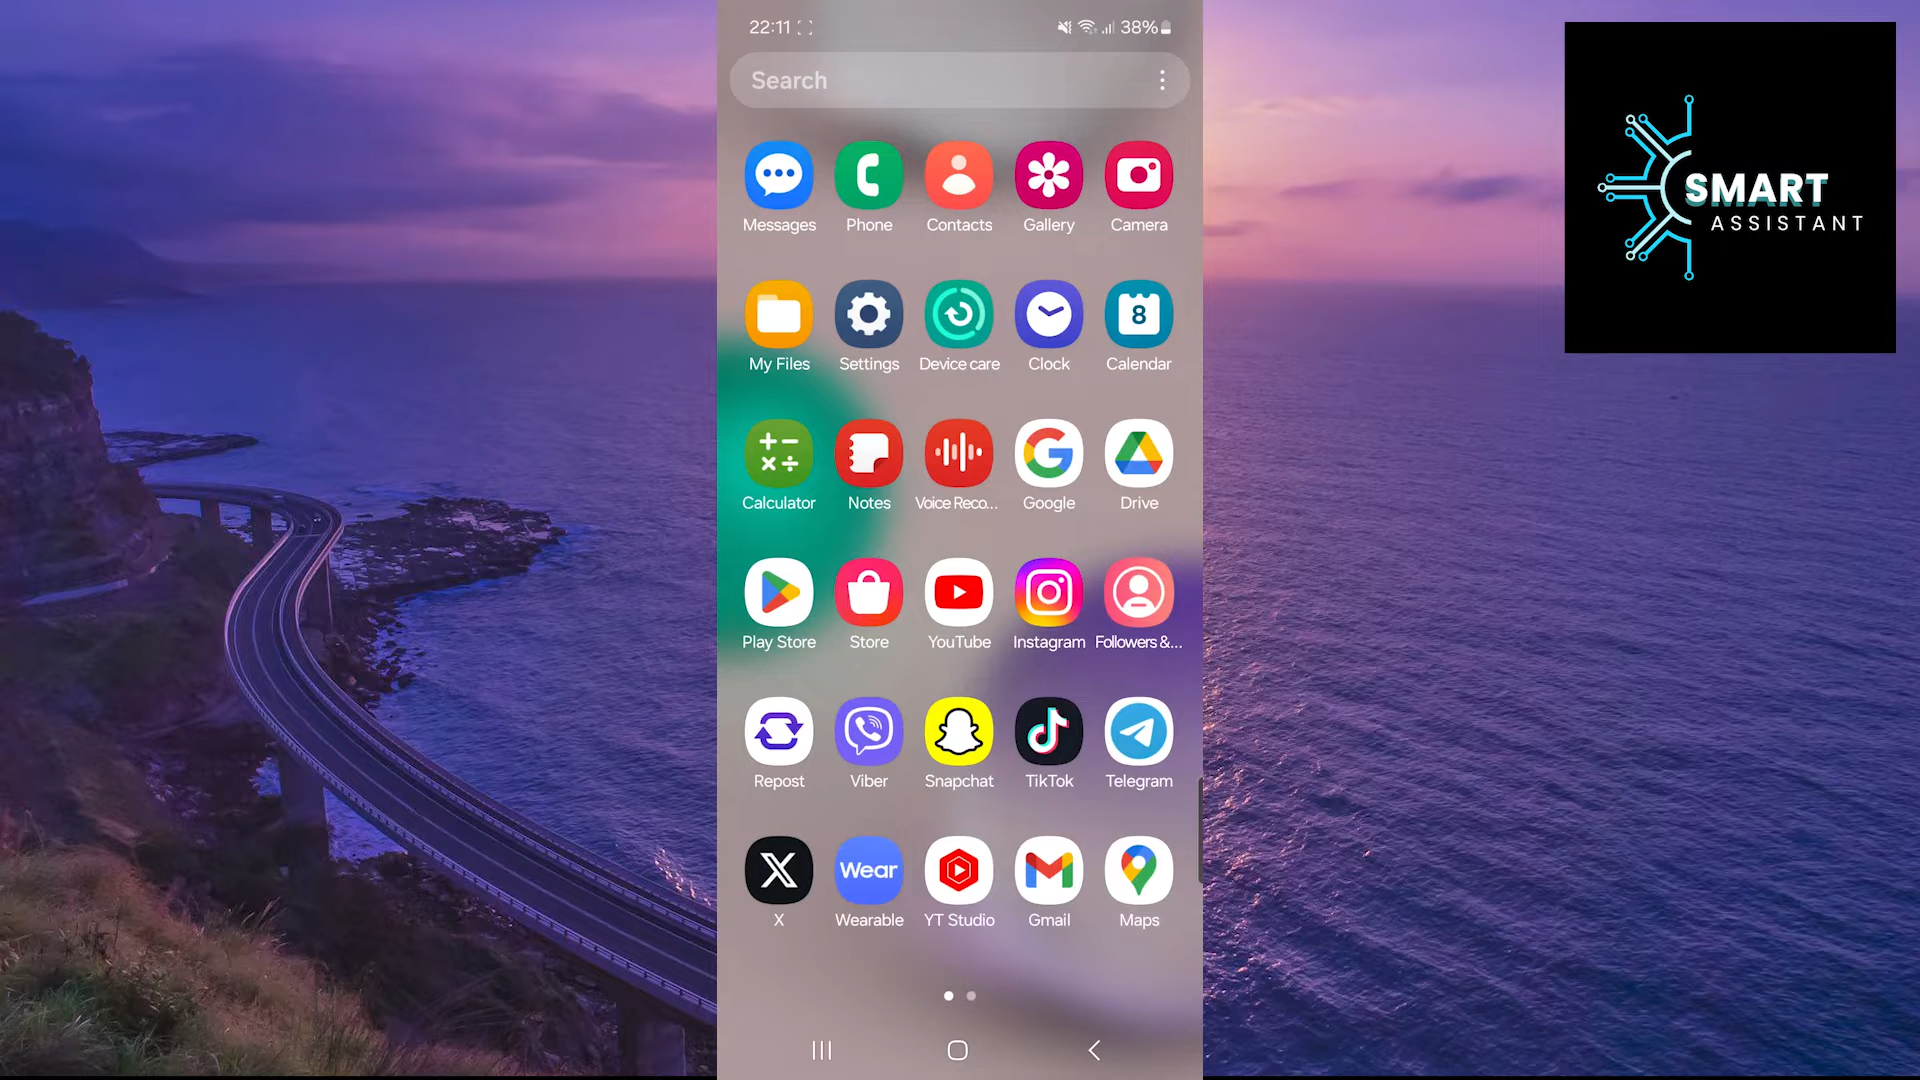 22:11
38%
Search
SMART
ASSISTANT
Messages Phone Contacts Gallery Camera
8
My Files Settings Device care Clock Calendar
Calculator Notes Voice Reco... Google Drive
Play Store Store YouTube Instagram Followers &...
Repost Viber Snapchat TikTok Telegram
Wear
X Wearable YT Studio Gmail Maps